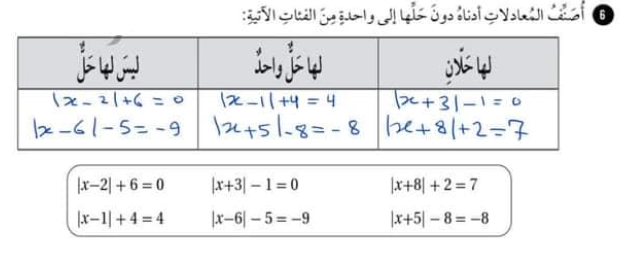 6 أُصَنِّفُ المُعادلاتِ أدناهُ دونَ حَلِّها إلى واحدةٍ مِنَ الفئاتِ الآتيةِ:
لها حَلّانِ لها حَلٌّ واحدٌ ليسَ لها حَلٌّ
|x-2|+6=0 |x-1|+4=4 |x+3|-1=0
|x-6|-5=-9 |x+5|-8=-8 |x+8|+2=7
|x−2| + 6 = 0 |x+3| − 1 = 0 |x+8| + 2 = 7
|x−1| + 4 = 4 |x−6| − 5 = −9 |x+5| − 8 = −8